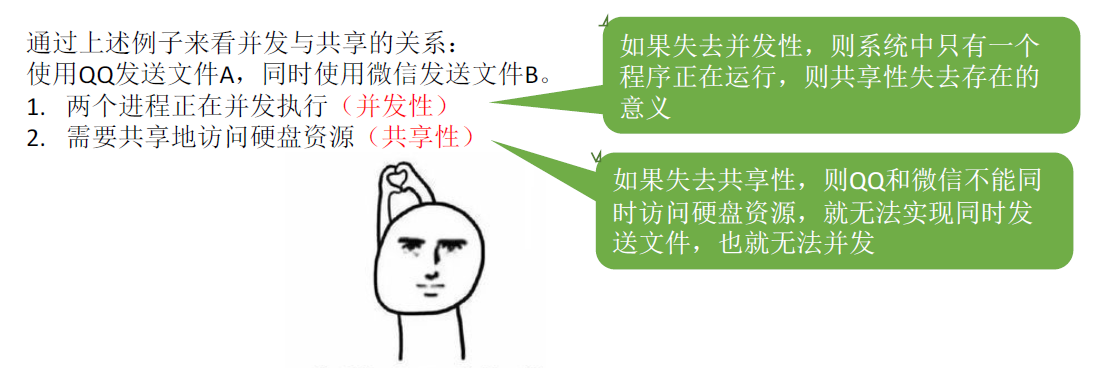 通过上述例子来看并发与共享的关系：
使用QQ发送文件A，同时使用微信发送文件B。
1. 两个进程正在并发执行（并发性）
2. 需要共享地访问硬盘资源（共享性）
如果失去并发性，则系统中只有一个
程序正在运行，则共享性失去存在的
意义
如果失去共享性，则QQ和微信不能同
时访问硬盘资源，就无法实现同时发
送文件，也就无法并发